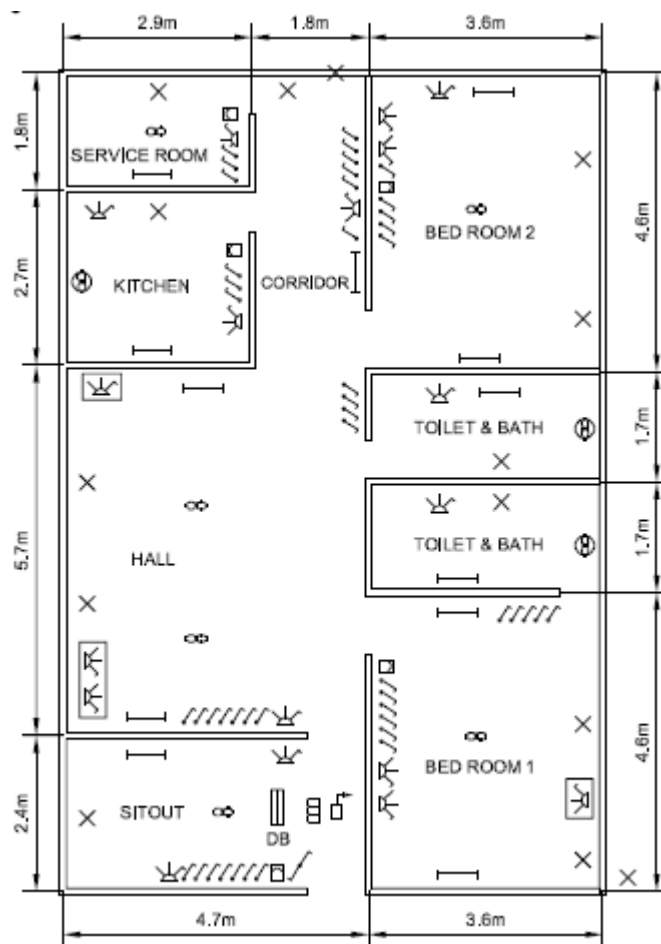 2.9m
1.8m
3.6m
1.8m
SERVICE ROOM
2.7m
KITCHEN
CORRIDOR
BED ROOM 2
4.6m
TOILET & BATH
1.7m
TOILET & BATH
1.7m
5.7m
HALL
2.4m
SITOUT
DB
BED ROOM 1
4.6m
4.7m
3.6m